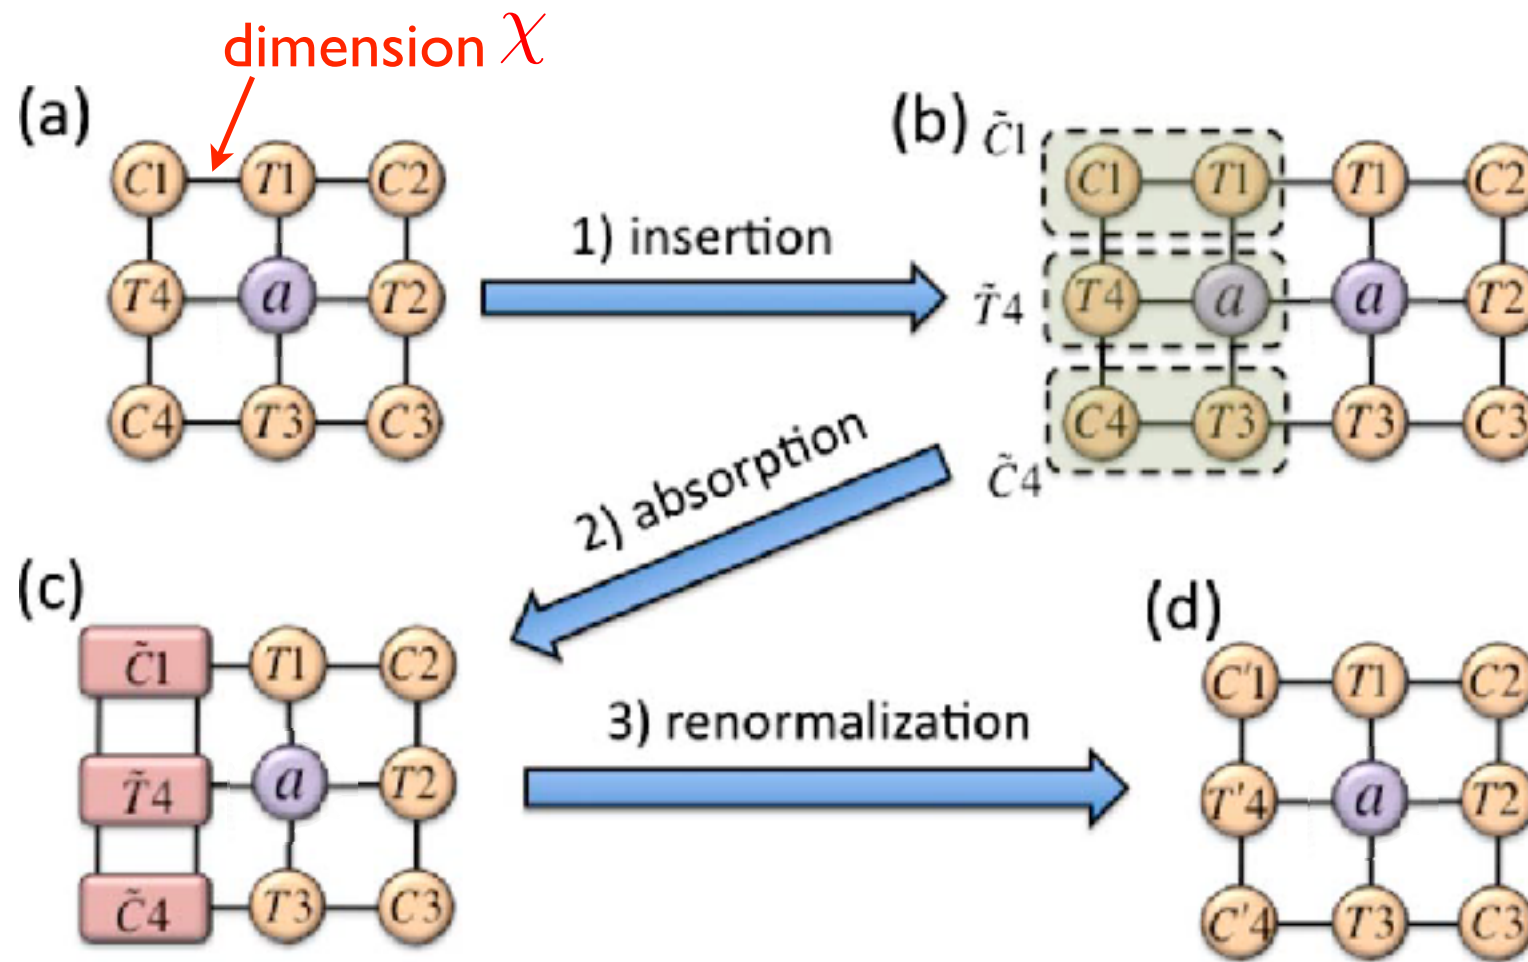 dimension χ
(a)
C1 T1 C2
T4 a T2
C4 T3 C3
1) insertion
(b)
C̃1
C1 T1 T1 C2
T̃4
T4 a a T2
C̃4
C4 T3 T3 C3
2) absorption
(c)
C̃1 T1 C2
T̃4 a T2
C̃4 T3 C3
3) renormalization
(d)
C'1 T1 C2
T'4 a T2
C'4 T3 C3